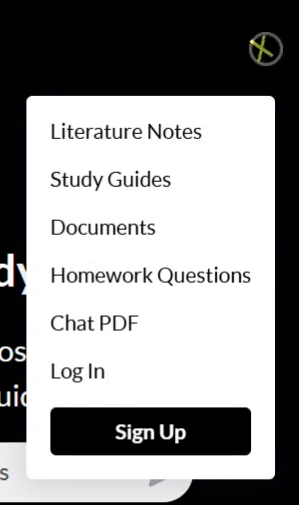 Literature Notes
Study Guides
Documents
Homework Questions
Chat PDF
Log In
Sign Up